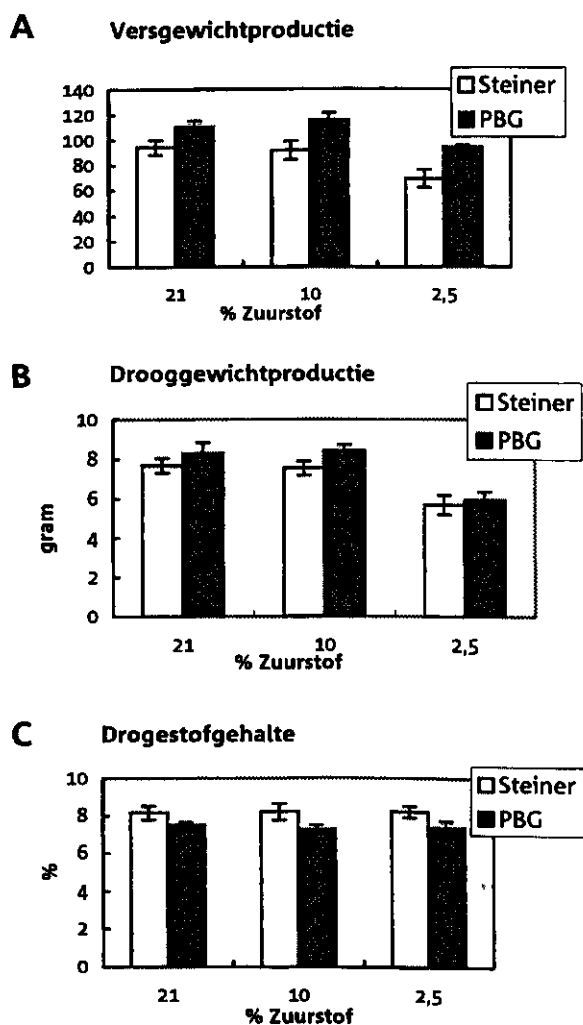 A Versgewichtproductie
140
120
100
80
60
40
20
0
Steiner
PBG
21 10 2,5
% Zuurstof
B Drooggewichtproductie
10
8
6
4
2
0
gram
Steiner
PBG
21 10 2,5
% Zuurstof
C Drogestofgehalte
10
8
6
4
2
0
%
Steiner
PBG
21 10 2,5
% Zuurstof